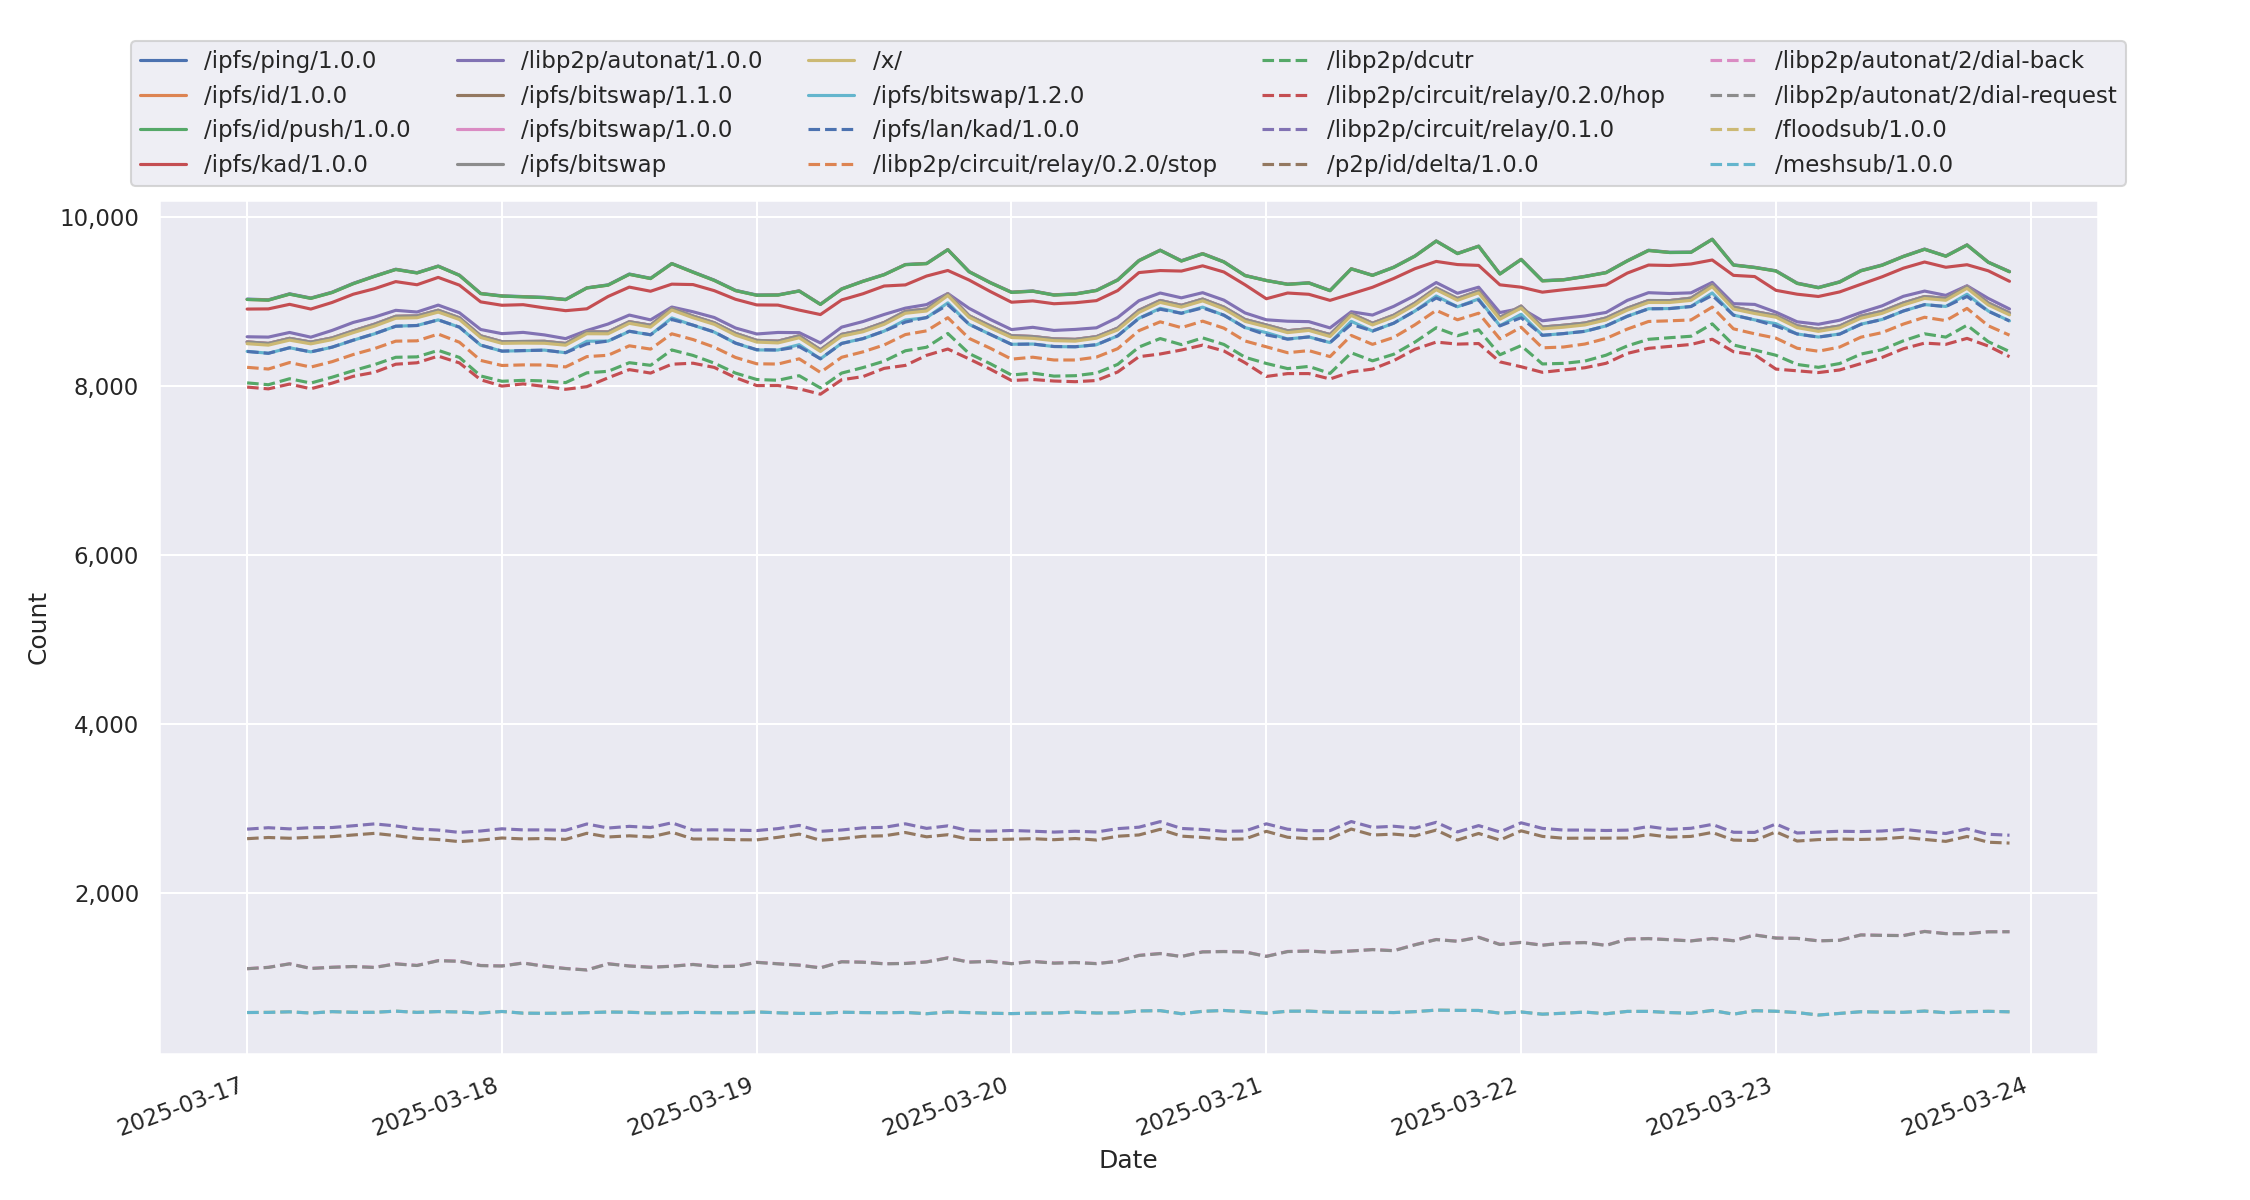 /ipfs/ping/1.0.0
/ipfs/id/1.0.0
/ipfs/id/push/1.0.0
/ipfs/kad/1.0.0
/libp2p/autonat/1.0.0
/ipfs/bitswap/1.1.0
/ipfs/bitswap/1.0.0
/ipfs/bitswap
/x/
/ipfs/bitswap/1.2.0
/ipfs/lan/kad/1.0.0
/libp2p/circuit/relay/0.2.0/stop
/libp2p/dcutr
/libp2p/circuit/relay/0.2.0/hop
/libp2p/circuit/relay/0.1.0
/p2p/id/delta/1.0.0
/libp2p/autonat/2/dial-back
/libp2p/autonat/2/dial-request
/floodsub/1.0.0
/meshsub/1.0.0
10,000
8,000
6,000
4,000
2,000
Count
2025-03-17
2025-03-18
2025-03-19
2025-03-20
2025-03-21
2025-03-22
2025-03-23
2025-03-24
Date